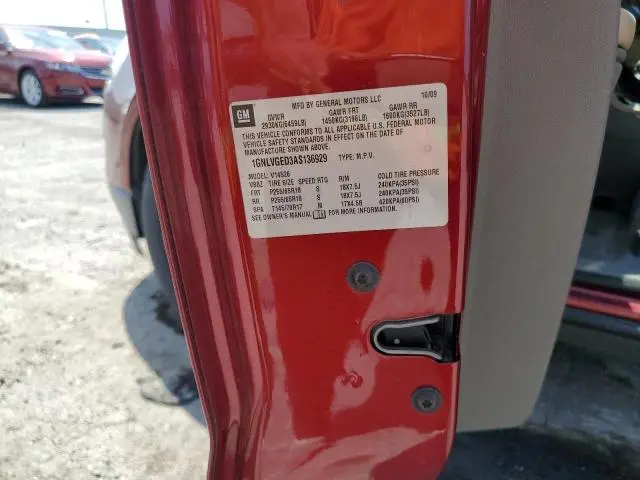 GM
MFD BY GENERAL MOTORS LLC 10/09
GVWR GAWR FRT GAWR RR
2930KG(6459LB) 1450KG(3196LB) 1600KG(3527LB)
THIS VEHICLE CONFORMS TO ALL APPLICABLE U.S. FEDERAL MOTOR
VEHICLE SAFETY STANDARDS IN EFFECT ON THE DATE OF
MANUFACTURE SHOWN ABOVE.
1GNLVGED3AS136929 TYPE: M.P.V.
MODEL: V14526
VBBZ TIRE SIZE SPEED RTG RIM COLD TIRE PRESSURE
FRT P255/65R18 S 18X7.5J 240KPA(35PSI)
RR P255/65R18 S 18X7.5J 240KPA(35PSI)
SPA T145/70R17 M 17X4.5B 420KPA(60PSI)
SEE OWNER'S MANUAL FOR MORE INFORMATION.